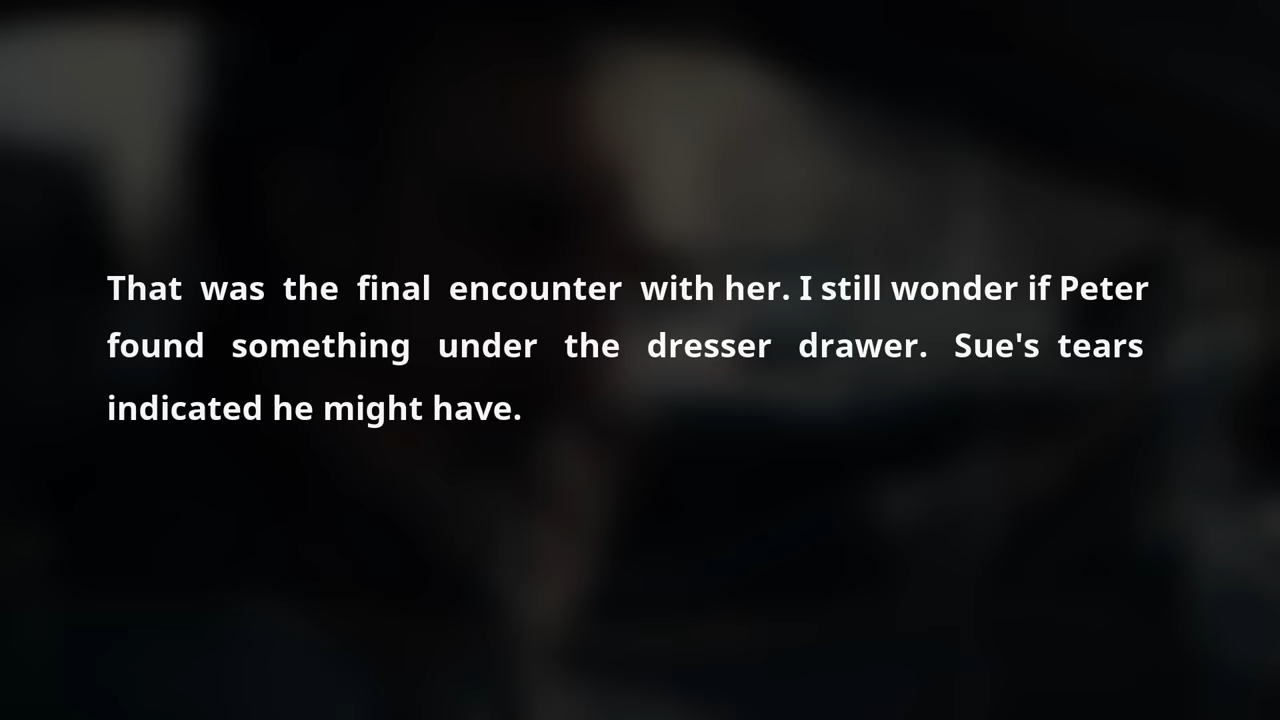 That was the final encounter with her. I still wonder if Peter
found something under the dresser drawer. Sue's tears
indicated he might have.